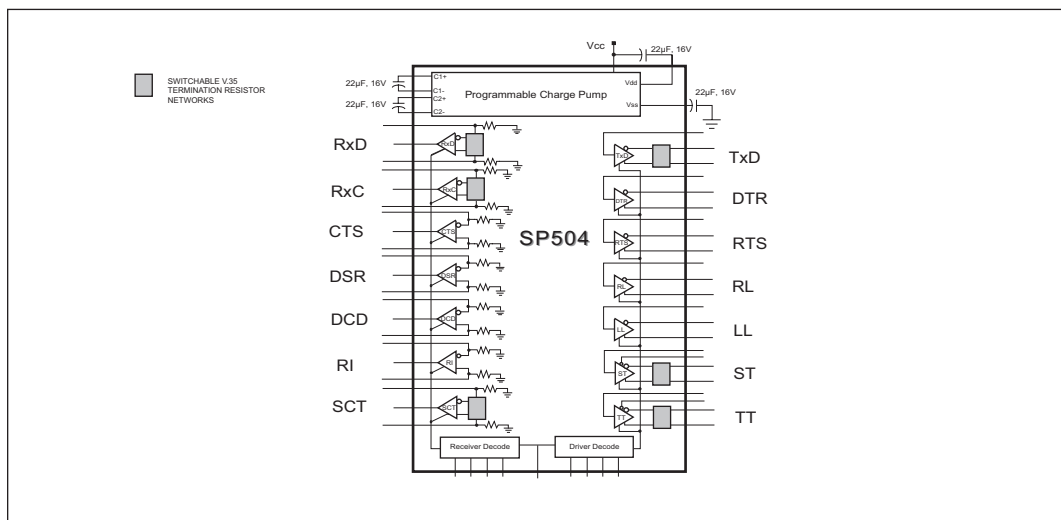 Vcc
22µF, 16V
SWITCHABLE V.35
TERMINATION RESISTOR
NETWORKS
22µF, 16V
22µF, 16V
C1+
C1-
C2+
C2-
Programmable Charge Pump
Vdd
Vss
22µF, 16V
RxD
RxD
TxD
TxD
RxC
RxC
DTR
DTR
CTS
CTS
SP504
RTS
RTS
DSR
DSR
RL
RL
DCD
DCD
LL
LL
RI
RI
ST
ST
SCT
SCT
TT
TT
Receiver Decode
Driver Decode